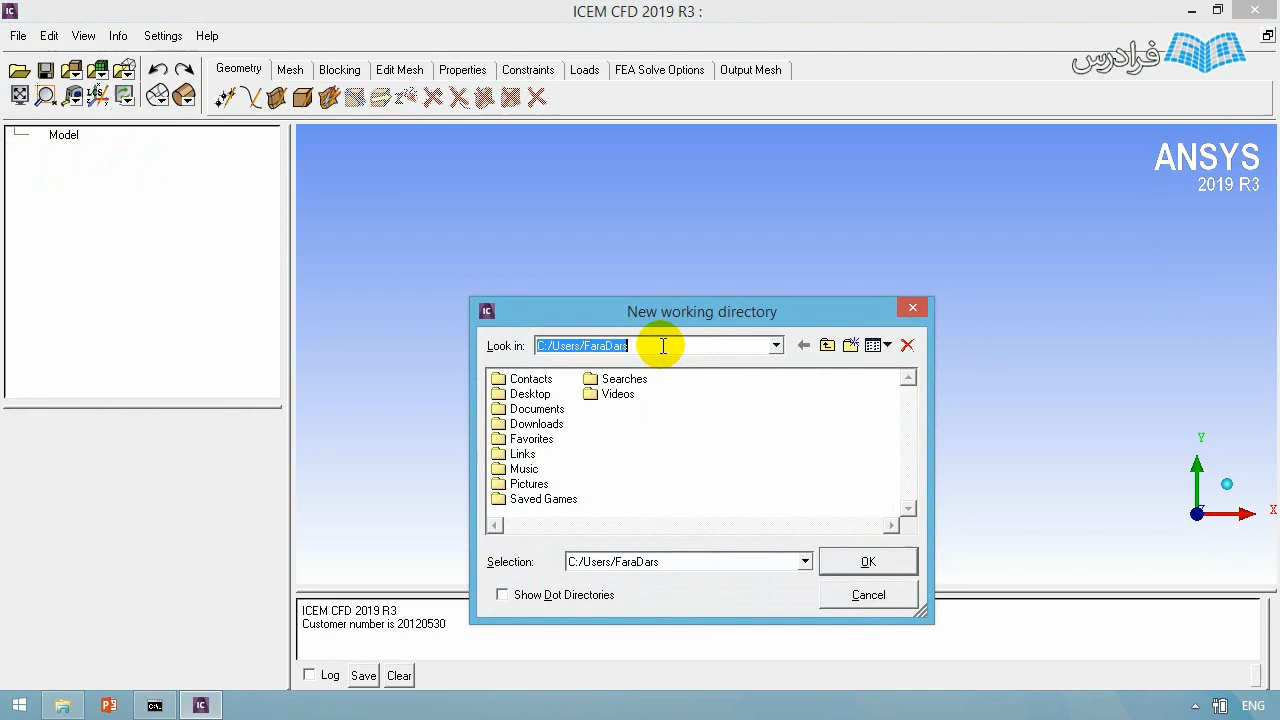 ICEM CFD 2019 R3 :
File Edit View Info Settings Help
Geometry Mesh Blocking Edit Mesh Properties Constraints Loads FEA Solve Options Output Mesh
فرادرس
Model
ANSYS
2019 R3
New working directory
Look in: C:/Users/FaraDars
Contacts Searches
Desktop Videos
Documents
Downloads
Favorites
Links
Music
Pictures
Saved Games
Selection: C:/Users/FaraDars OK
Show Dot Directories Cancel
Y
X
ICEM CFD 2019 R3
Customer number is 20120530
Log Save Clear
ENG